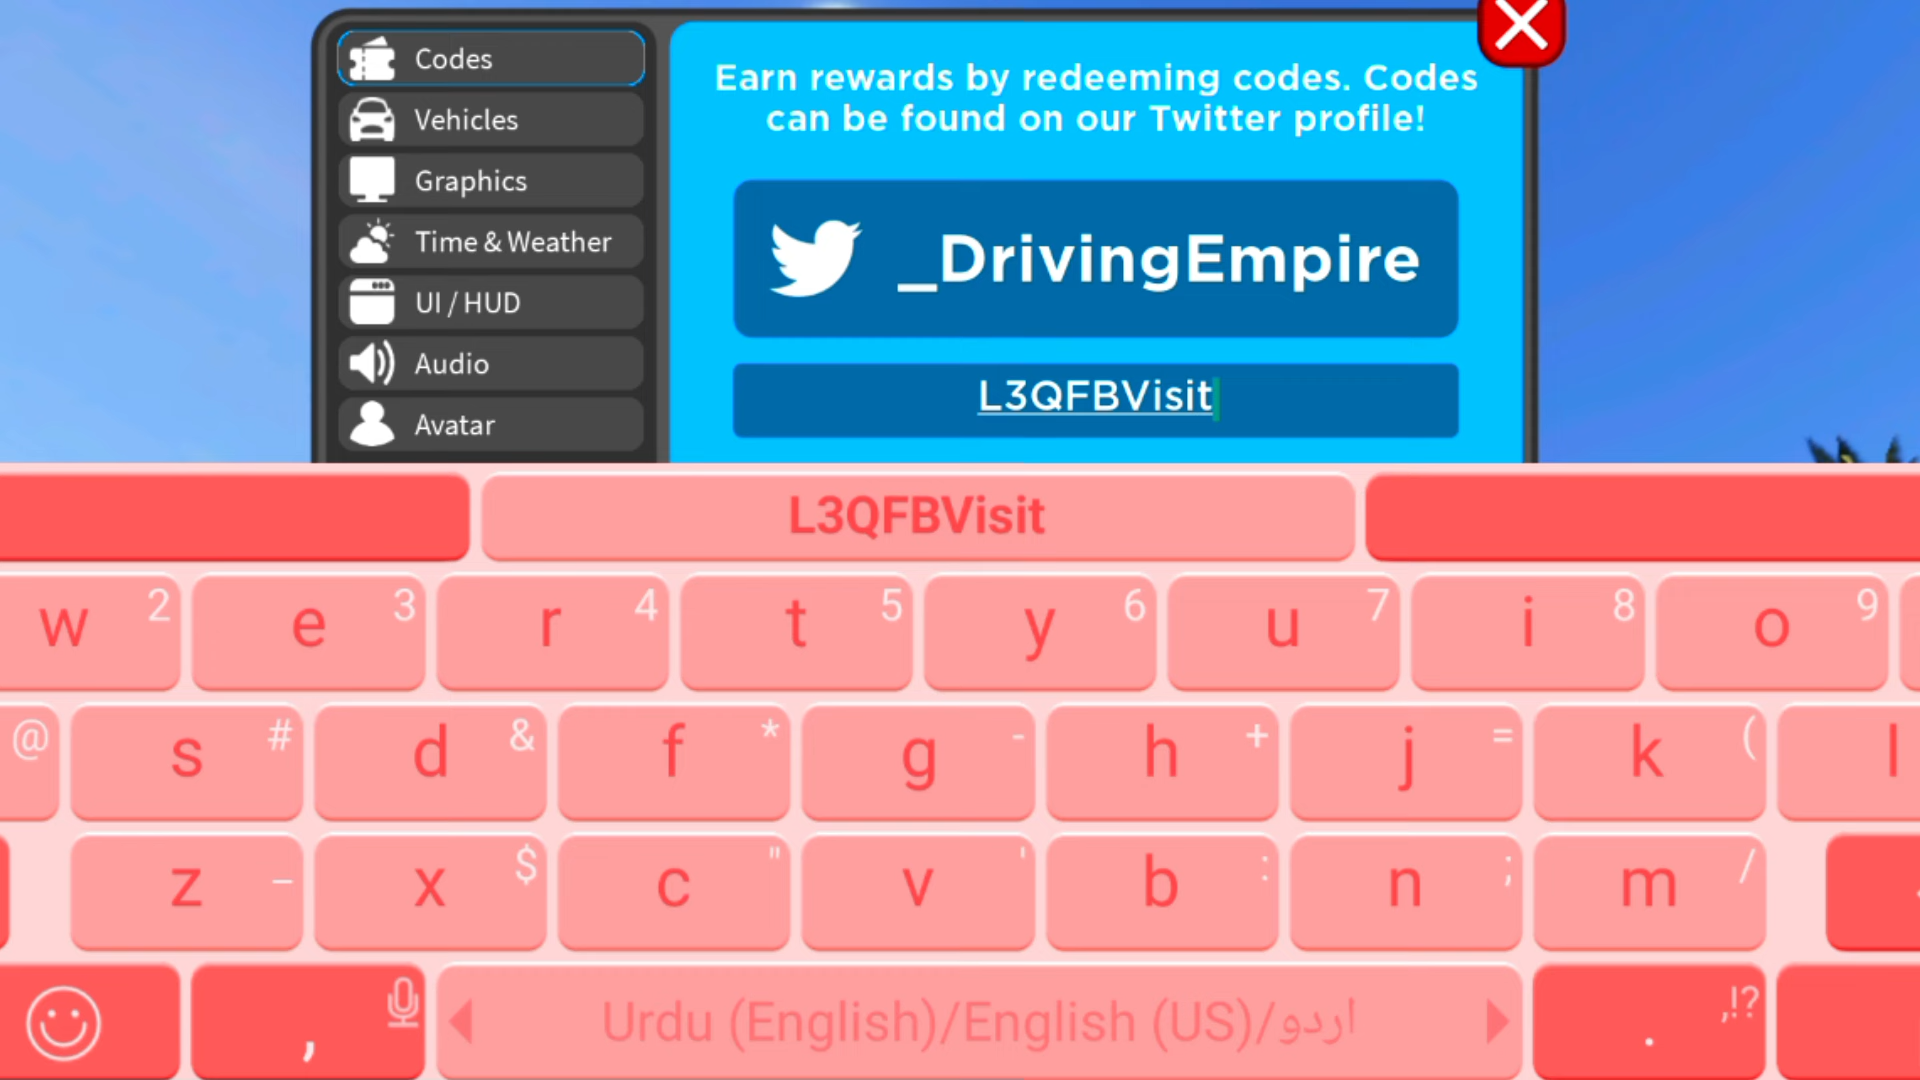 Codes
Vehicles
Graphics
Time & Weather
UI / HUD
Audio
Avatar
Earn rewards by redeeming codes. Codes
can be found on our Twitter profile!
_DrivingEmpire
L3QFBVisit
L3QFBVisit
w 2 e 3 r 4 t 5 y 6 u 7 i 8 o 9
@ s # d & f * g - h + j = k ( l
z _ x $ c " v ' b : n ; m /
, Urdu (English)/English (US)/اردو . ,!?